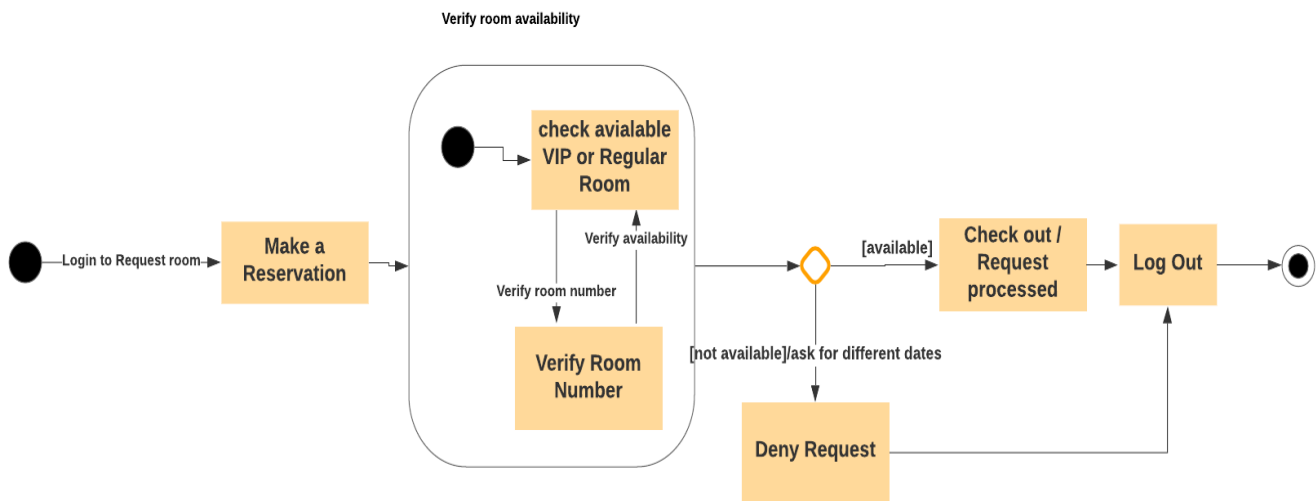 Verify room availability
check avialable
VIP or Regular
Room
Login to Request room
Make a
Reservation
Verify availability
Verify room number
Verify Room
Number
[available]
Check out /
Request
processed
Log Out
[not available]/ask for different dates
Deny Request